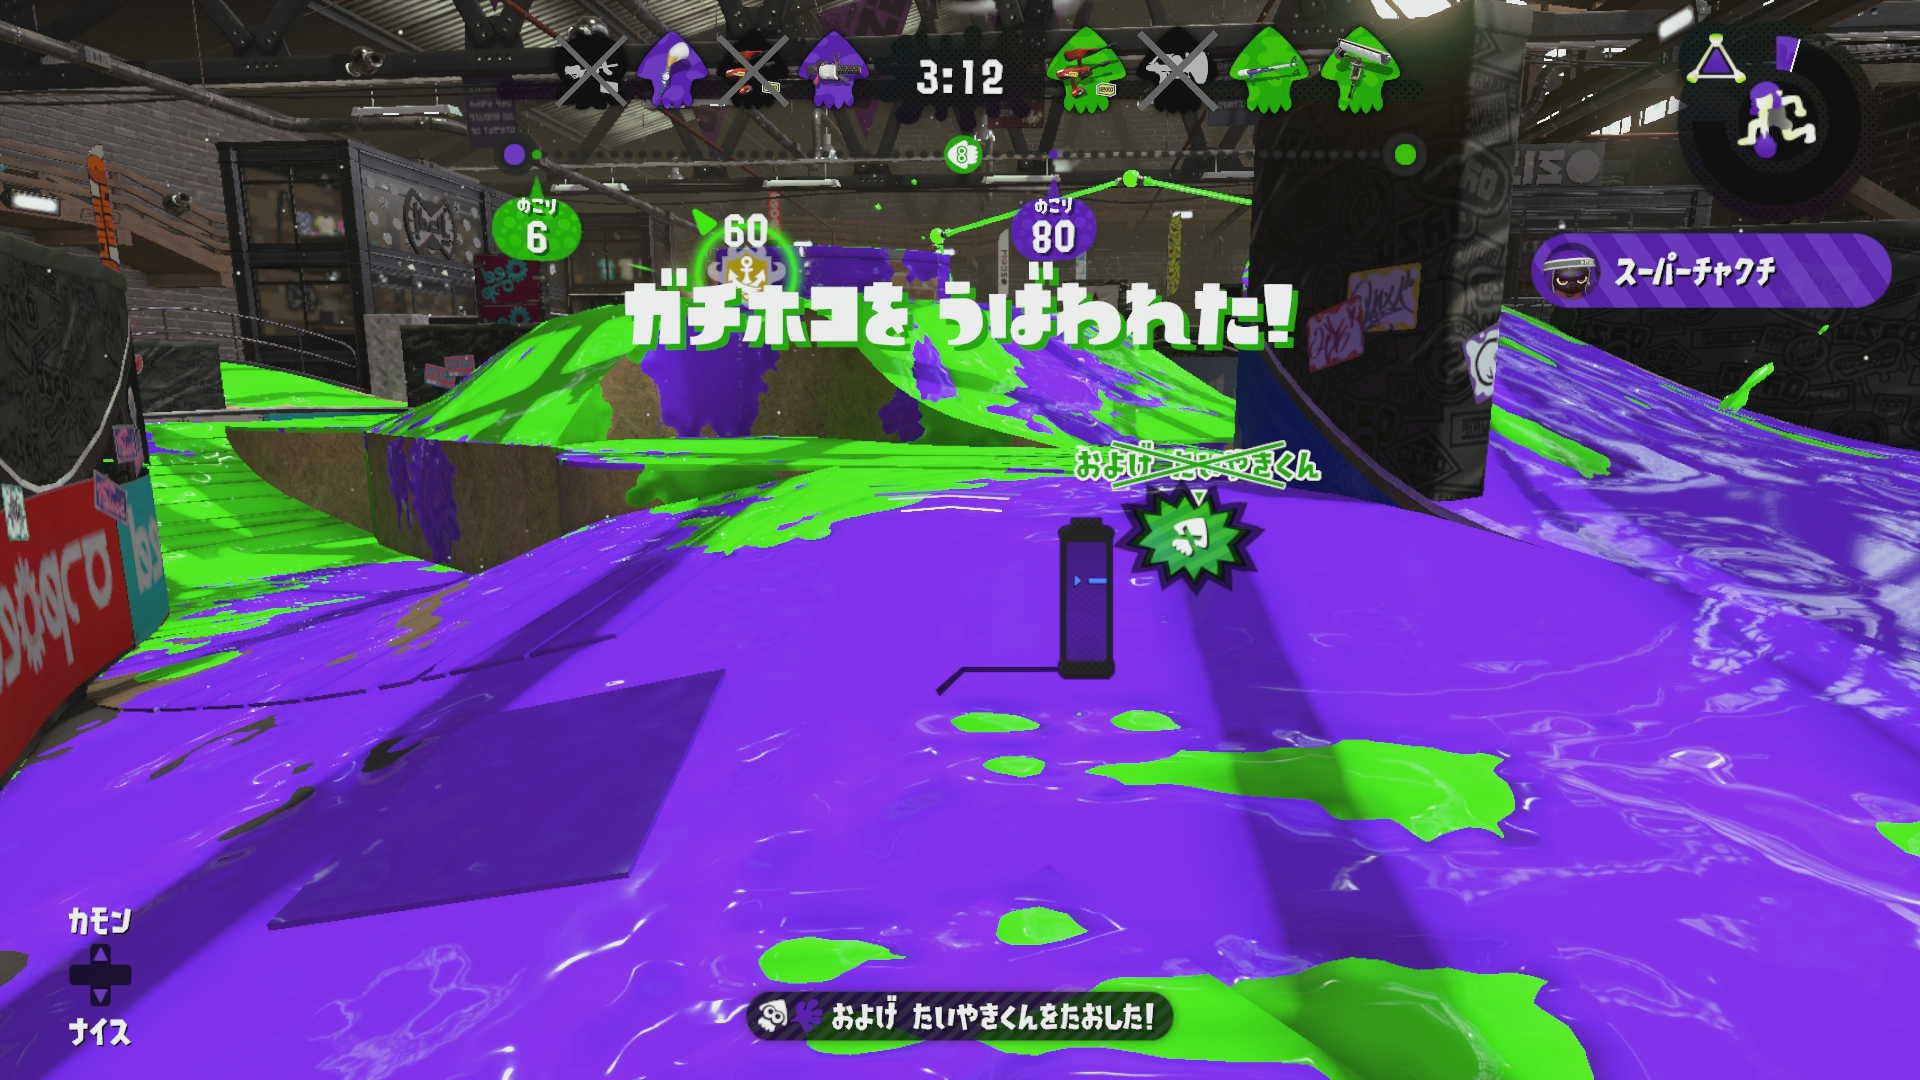 3:12
のこり
6
60
のこり
80
スーパーチャクチ
ガチホコを うばわれた!
およげ たいやきくん
カモン
ナイス
およげ たいやきくんをたおした!